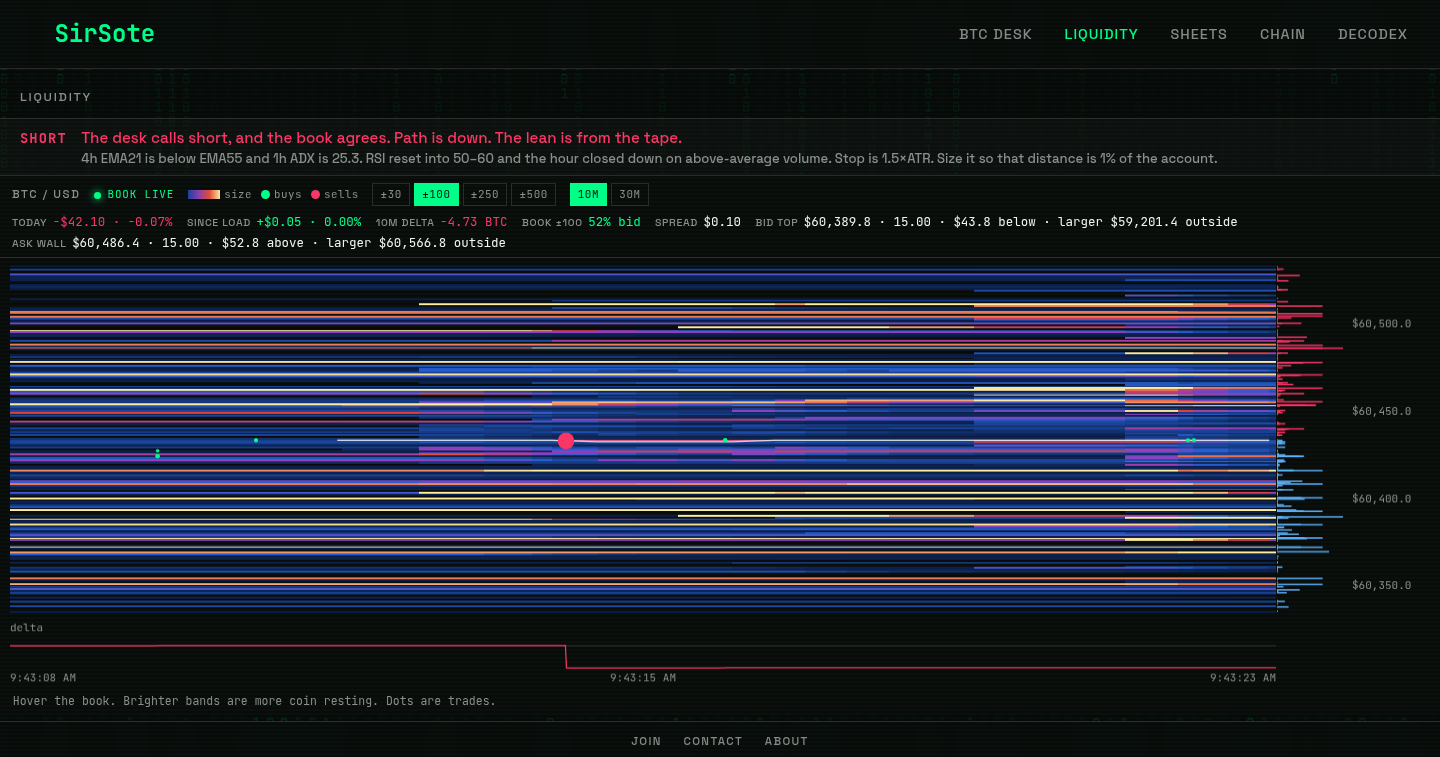 SirSote
BTC DESK LIQUIDITY SHEETS CHAIN DECODEX
LIQUIDITY
SHORT The desk calls short, and the book agrees. Path is down. The lean is from the tape.
4h EMA21 is below EMA55 and 1h ADX is 25.3. RSI reset into 50–60 and the hour closed down on above-average volume. Stop is 1.5×ATR. Size it so that distance is 1% of the account.
BTC / USD BOOK LIVE size buys sells ±30 ±100 ±250 ±500 10M 30M
TODAY -$42.10 · -0.07% SINCE LOAD +$0.05 · 0.00% 10M DELTA -4.73 BTC BOOK ±100 52% bid SPREAD $0.10 BID TOP $60,389.8 · 15.00 · $43.8 below · larger $59,201.4 outside
ASK WALL $60,486.4 · 15.00 · $52.8 above · larger $60,566.8 outside
$60,500.0
$60,450.0
$60,400.0
$60,350.0
delta
9:43:08 AM 9:43:15 AM 9:43:23 AM
Hover the book. Brighter bands are more coin resting. Dots are trades.
JOIN CONTACT ABOUT